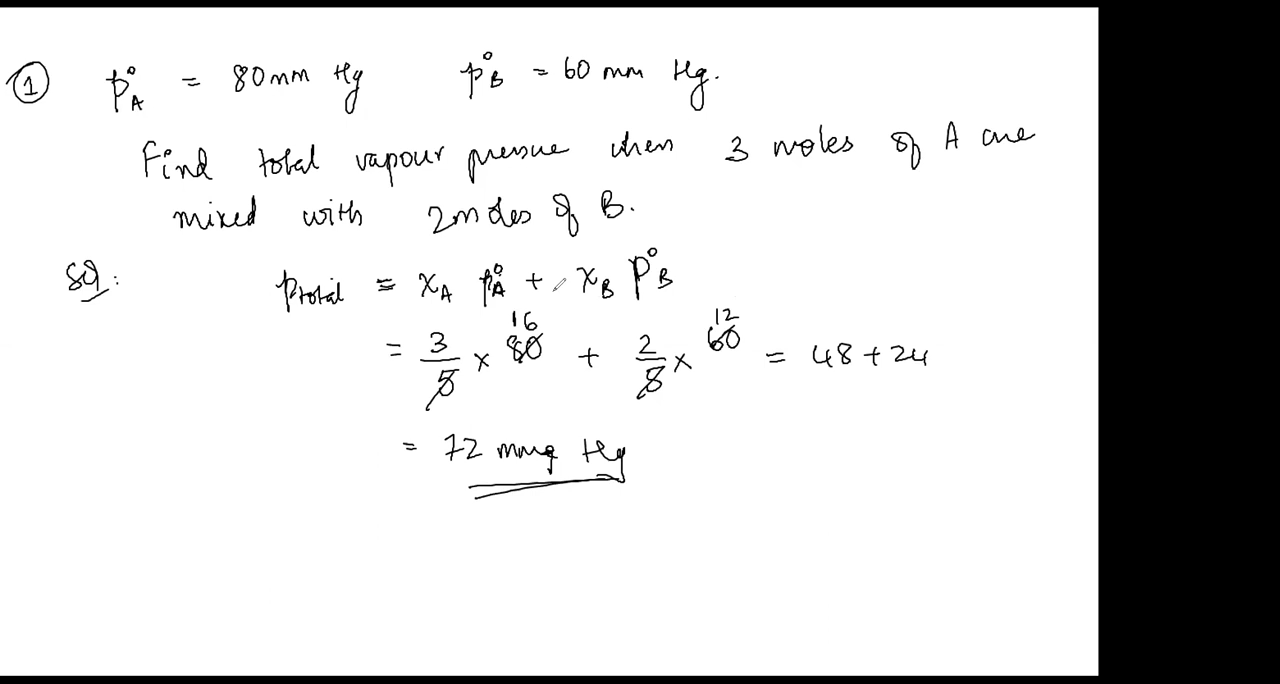 ① p°A = 80 mm Hg p°B = 60 mm Hg.
Find total vapour pressure when 3 moles of A are
mixed with 2 moles of B.
Sol: Ptotal = xA p°A + xB p°B
= 3/5 × 80 16 + 2/5 × 60 12 = 48 + 24
= 72 mm Hg